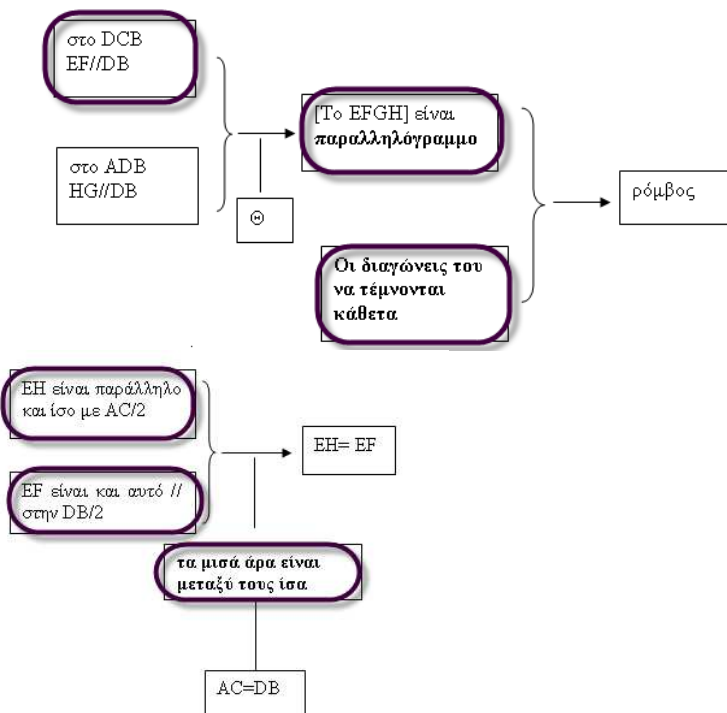 στο DCB
EF//DB
στο ADB
HG//DB
Θ
[Το EFGH] είναι
παραλληλόγραμμο
Οι διαγώνεις του
να τέμνονται
κάθετα
ρόμβος
EH είναι παράλληλο
και ίσο με AC/2
EF είναι και αυτό //
στην DB/2
EH= EF
τα μισά άρα είναι
μεταξύ τους ίσα
AC=DB